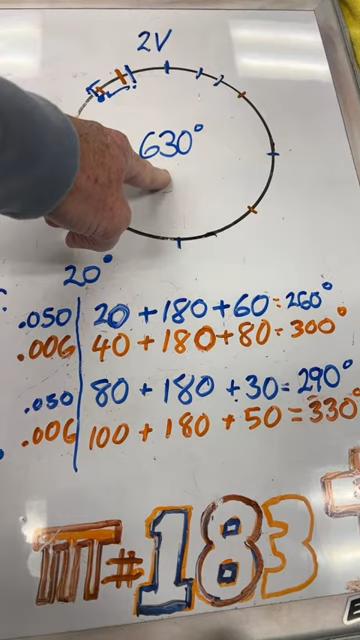 2V
630°
20°
.050 20 + 180 + 60 = 260°
.006 40 + 180 + 80 = 300°
.050 80 + 180 + 30 = 290°
.006 100 + 180 + 50 = 330°
#183